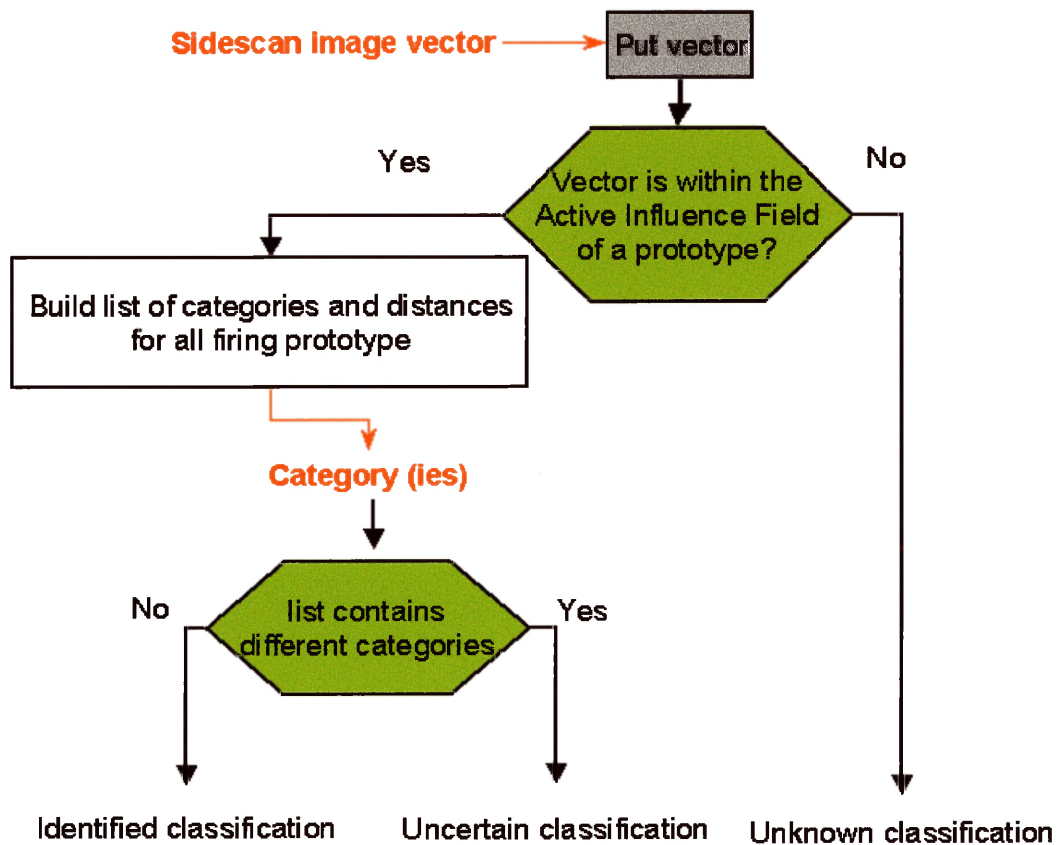 Sidescan image vector
Put vector
Yes
No
Vector is within the
Active Influence Field
of a prototype?
Build list of categories and distances
for all firing prototype
Category (ies)
No
list contains
different categories
Yes
Identified classification
Uncertain classification
Unknown classification